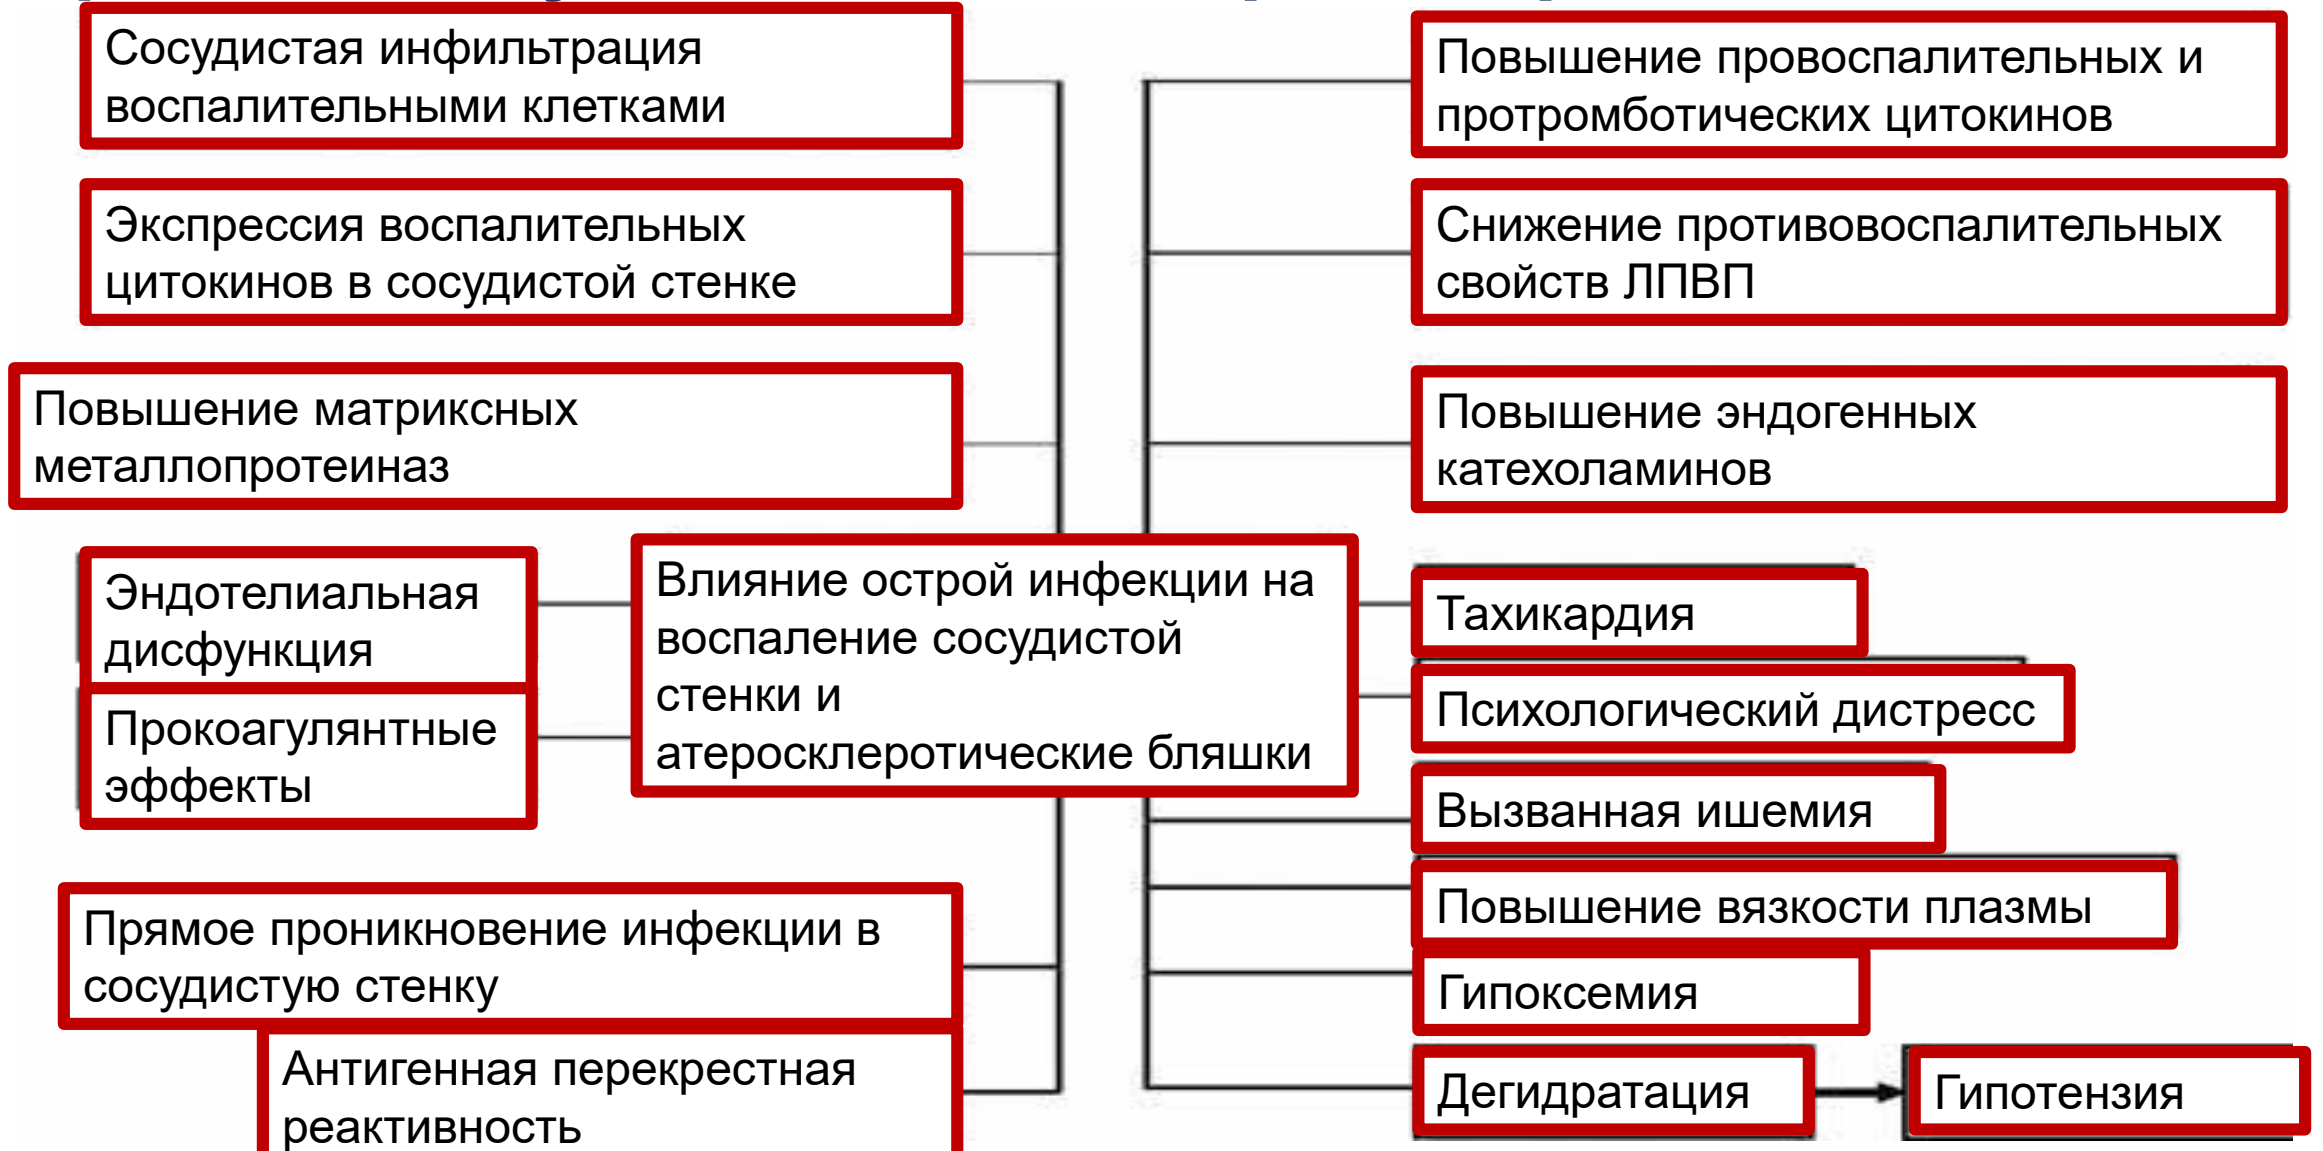 Сосудистая инфильтрация
воспалительными клетками
Экспрессия воспалительных
цитокинов в сосудистой стенке
Повышение матриксных
металлопротеиназ
Эндотелиальная
дисфункция
Прокоагулянтные
эффекты
Прямое проникновение инфекции в
сосудистую стенку
Антигенная перекрестная
реактивность
Влияние острой инфекции на
воспаление сосудистой
стенки и
атеросклеротические бляшки
Повышение провоспалительных и
протромботических цитокинов
Снижение противовоспалительных
свойств ЛПВП
Повышение эндогенных
катехоламинов
Тахикардия
Психологический дистресс
Вызванная ишемия
Повышение вязкости плазмы
Гипоксемия
Дегидратация
Гипотензия